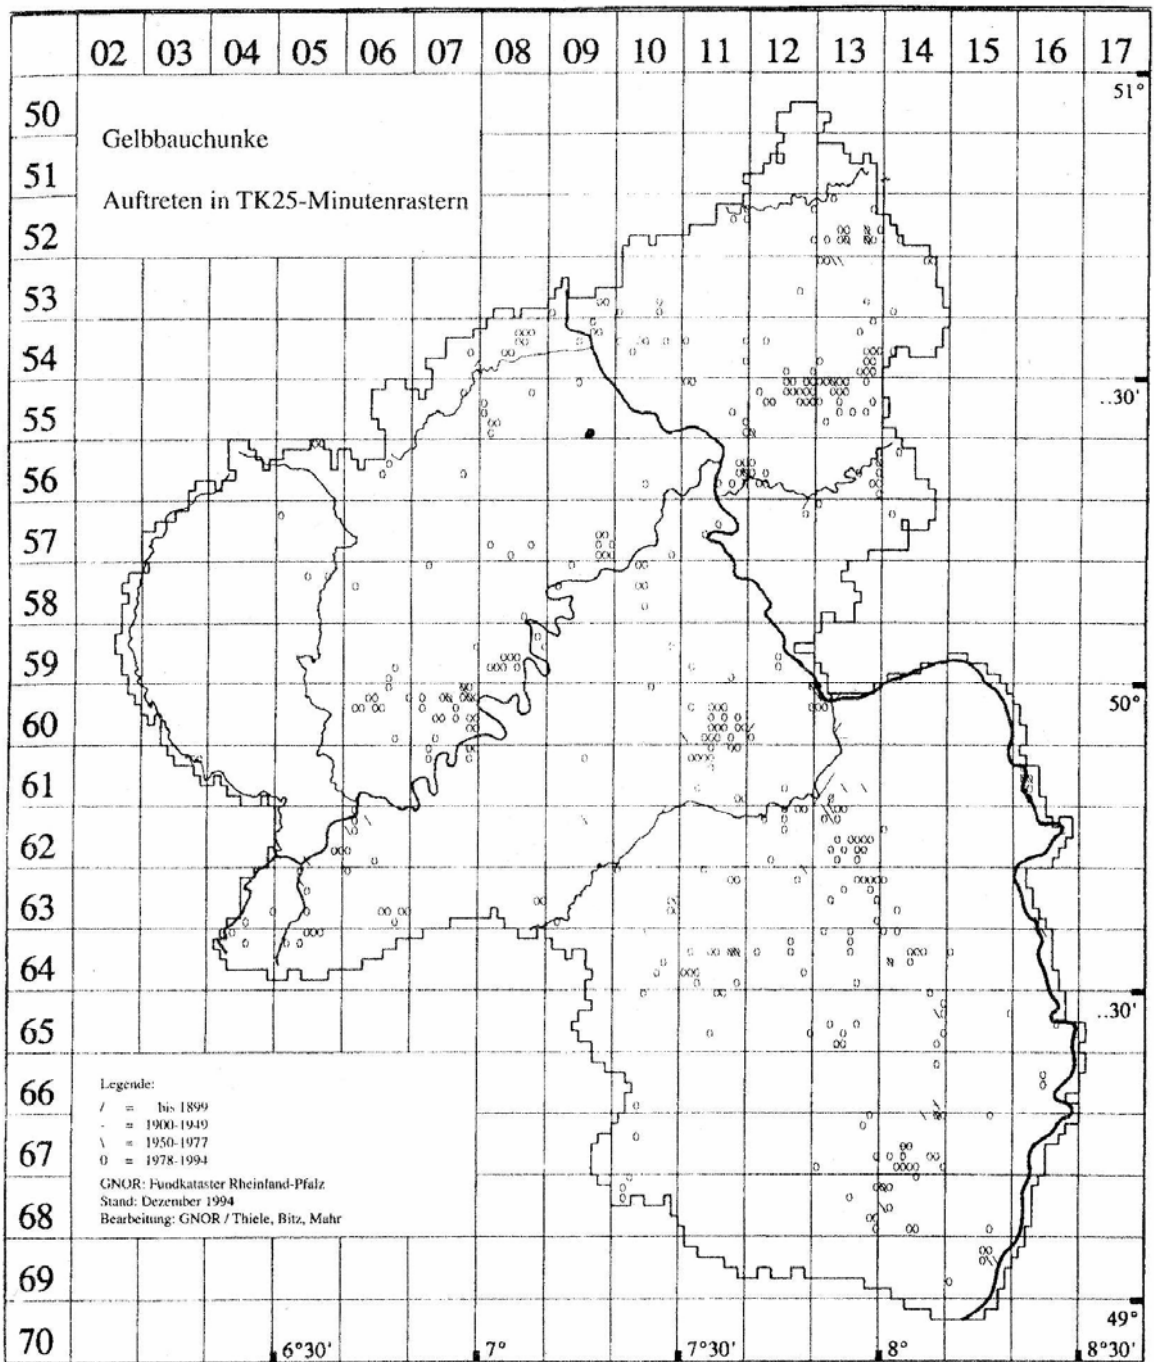 02 03 04 05 06 07 08 09 10 11 12 13 14 15 16 17
51°
50
Gelbbauchunke
51
Auftreten in TK25-Minutenrastern
52
53
54
..30'
55
56
57
58
59
50°
60
61
62
63
64
..30'
65
66
Legende:
/ = bis 1899
- = 1900-1949
\ = 1950-1977
0 = 1978-1994
67
GNOR: Fundkataster Rheinland-Pfalz
Stand: Dezember 1994
Bearbeitung: GNOR / Thiele, Bitz, Muhr
68
69
49°
70
6°30' 7° 7°30' 8° 8°30'